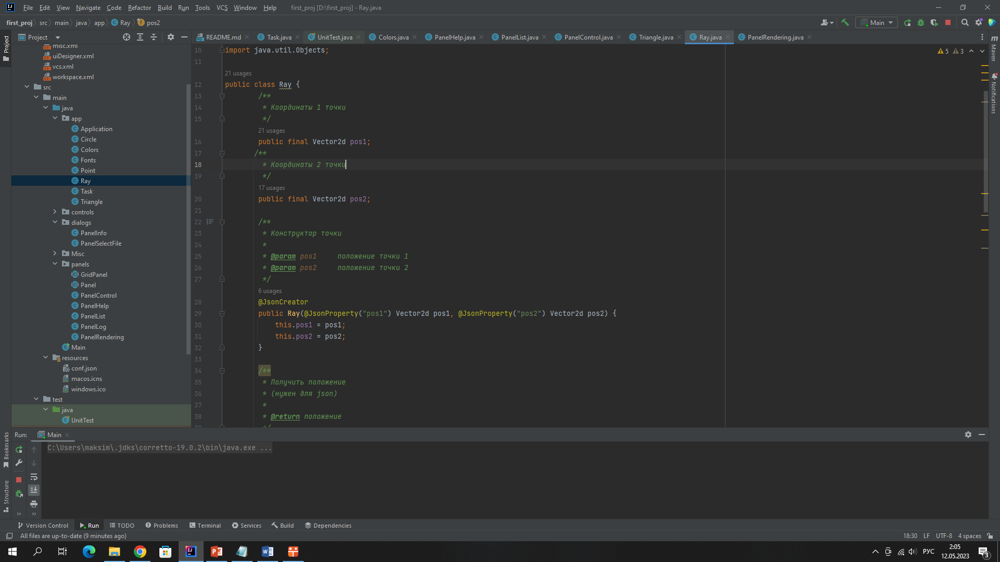 File Edit View Navigate Code Refactor Build Run Tools VCS Window Help first_proj [D:\first_proj] - Ray.java
first_proj src main java app Ray pos2 Main
Project
README.md Task.java UnitTest.java Colors.java PanelHelp.java PanelList.java PanelControl.java Triangle.java Ray.java PanelRendering.java
Project
Bookmarks
Structure
misc.xml
uiDesigner.xml
vcs.xml
workspace.xml
src
main
java
app
Application
Circle
Colors
Fonts
Point
Ray
Task
Triangle
controls
dialogs
PanelInfo
PanelSelectFile
Misc
panels
GridPanel
Panel
PanelControl
PanelHelp
PanelList
PanelLog
PanelRendering
Main
resources
conf.json
macos.icns
windows.ico
test
java
UnitTest
10 import java.util.Objects;
11
21 usages
12 public class Ray {
13 /**
14 * Координаты 1 точки
15 */
21 usages
16 public final Vector2d pos1;
17 /**
18 * Координаты 2 точки
19 */
17 usages
20 public final Vector2d pos2;
21
22 /**
23 * Конструктор точки
24 *
25 * @param pos1 положение точки 1
26 * @param pos2 положение точки 2
27 */
6 usages
28 @JsonCreator
29 public Ray(@JsonProperty("pos1") Vector2d pos1, @JsonProperty("pos2") Vector2d pos2) {
30 this.pos1 = pos1;
31 this.pos2 = pos2;
32 }
33
34 /**
35 * Получить положение
36 * (нужен для json)
37 *
38 * @return положение
5 3
m
Maven
Notifications
Run: Main
C:\Users\maksim\.jdks\corretto-19.0.2\bin\java.exe ...
Version Control Run TODO Problems Terminal Services Build Dependencies
All files are up-to-date (9 minutes ago) 18:30 LF UTF-8 4 spaces
РУС 2:05
12.05.2023 3